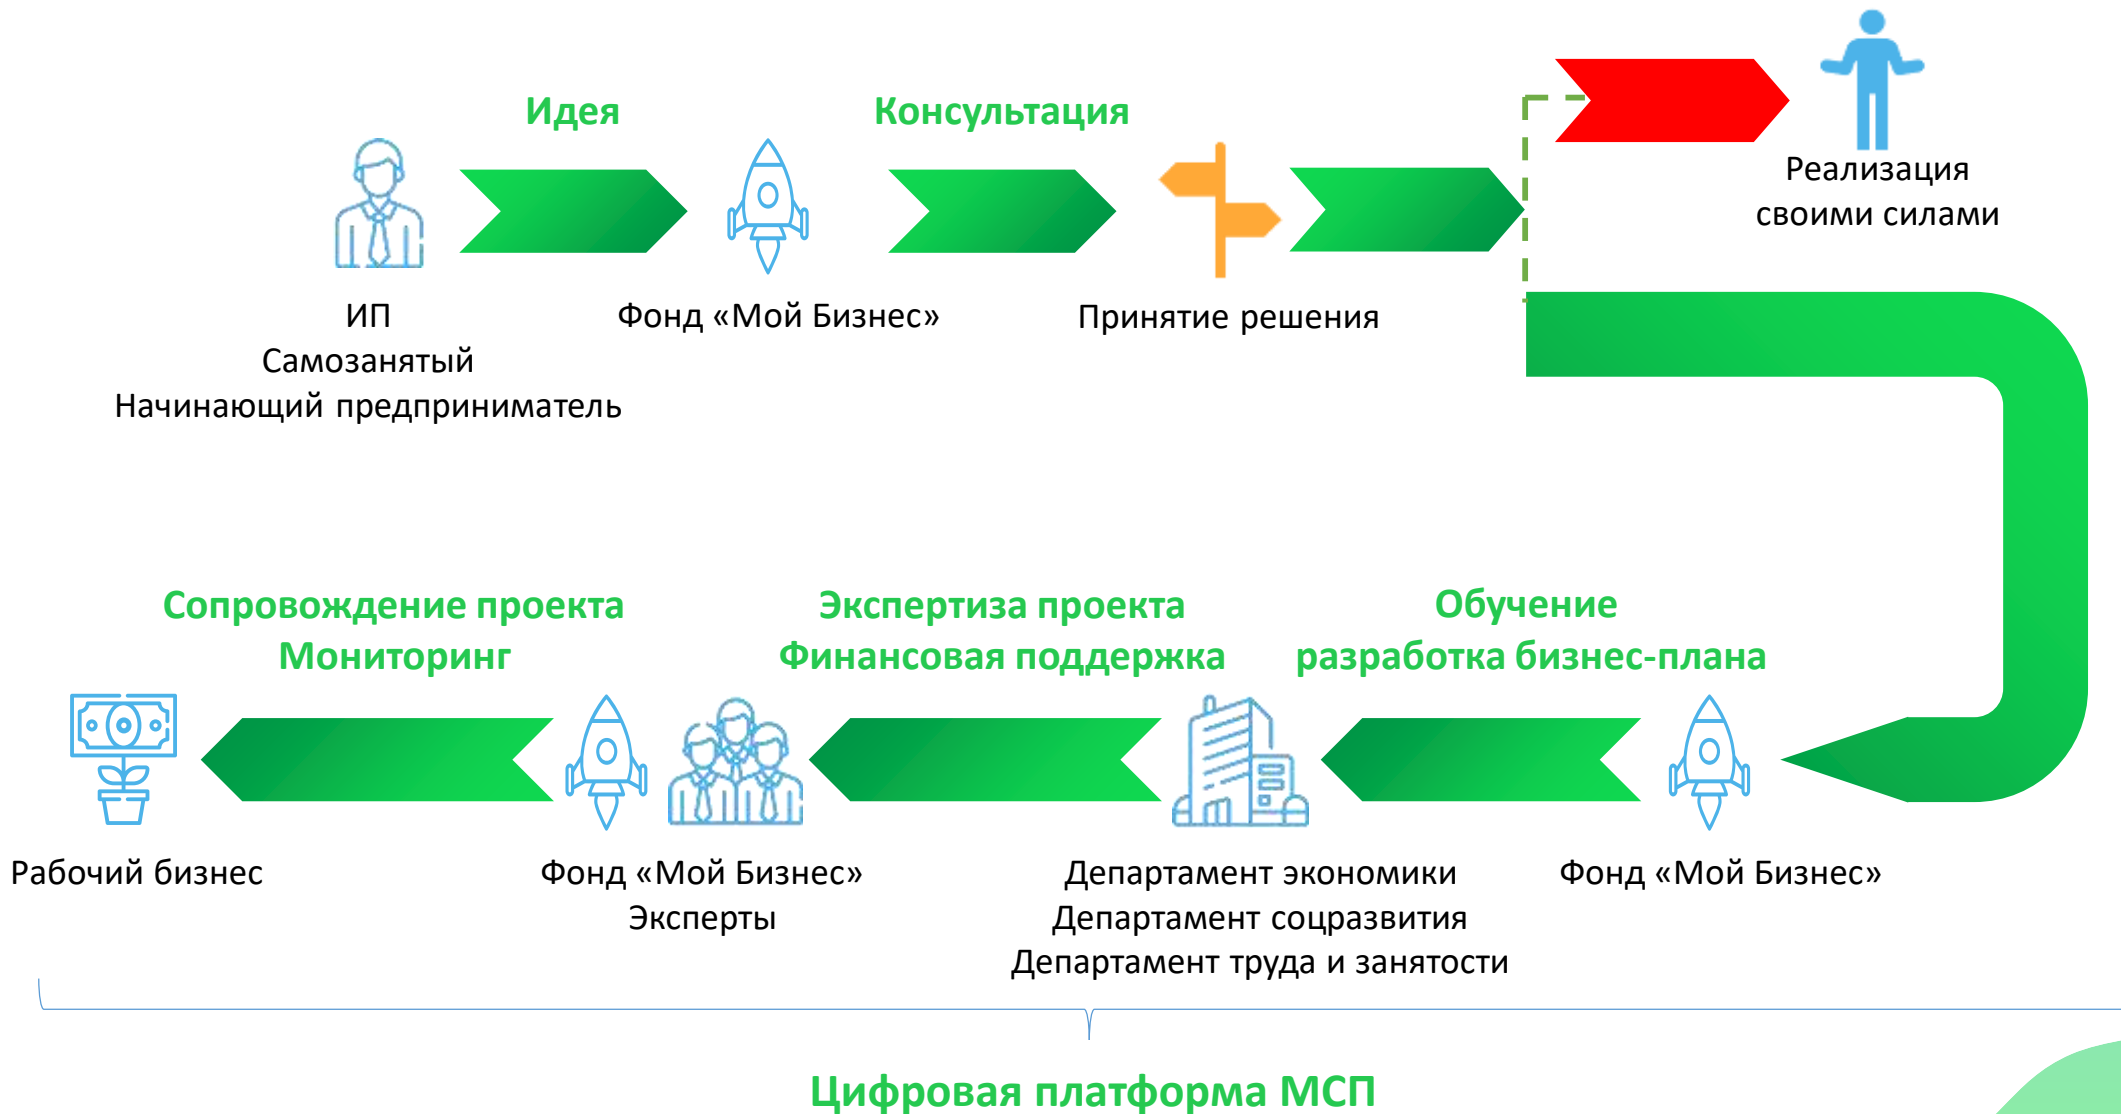 Идея
Консультация
Реализация
своими силами
ИП
Самозанятый
Начинающий предприниматель
Фонд «Мой Бизнес»
Принятие решения
Сопровождение проекта
Мониторинг
Экспертиза проекта
Финансовая поддержка
Обучение
разработка бизнес-плана
Рабочий бизнес
Фонд «Мой Бизнес»
Эксперты
Департамент экономики
Департамент соцразвития
Департамент труда и занятости
Фонд «Мой Бизнес»
Цифровая платформа МСП